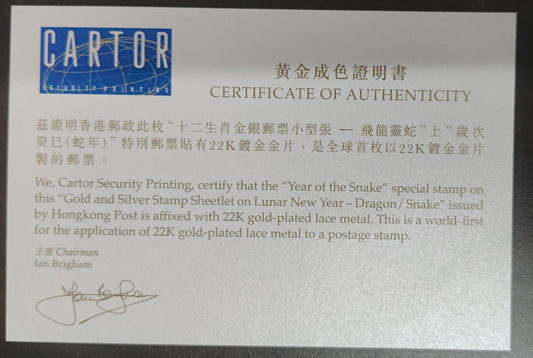 CARTOR
SECURITY PRINTING
黃金成色證明書
CERTIFICATE OF AUTHENTICITY
茲證明香港郵政此枚“十二生肖金銀郵票小型張 — 飛龍靈蛇”上“歲次
癸巳(蛇年)”特別郵票貼有22K鍍金金片，是全球首枚以22K鍍金金片
製的郵票。
We, Cartor Security Printing, certify that the “Year of the Snake” special stamp on
this “Gold and Silver Stamp Sheetlet on Lunar New Year – Dragon / Snake” issued
by Hongkong Post is affixed with 22K gold-plated lace metal. This is a world-first
for the application of 22K gold-plated lace metal to a postage stamp.
主席 Chairman
Ian Brigham